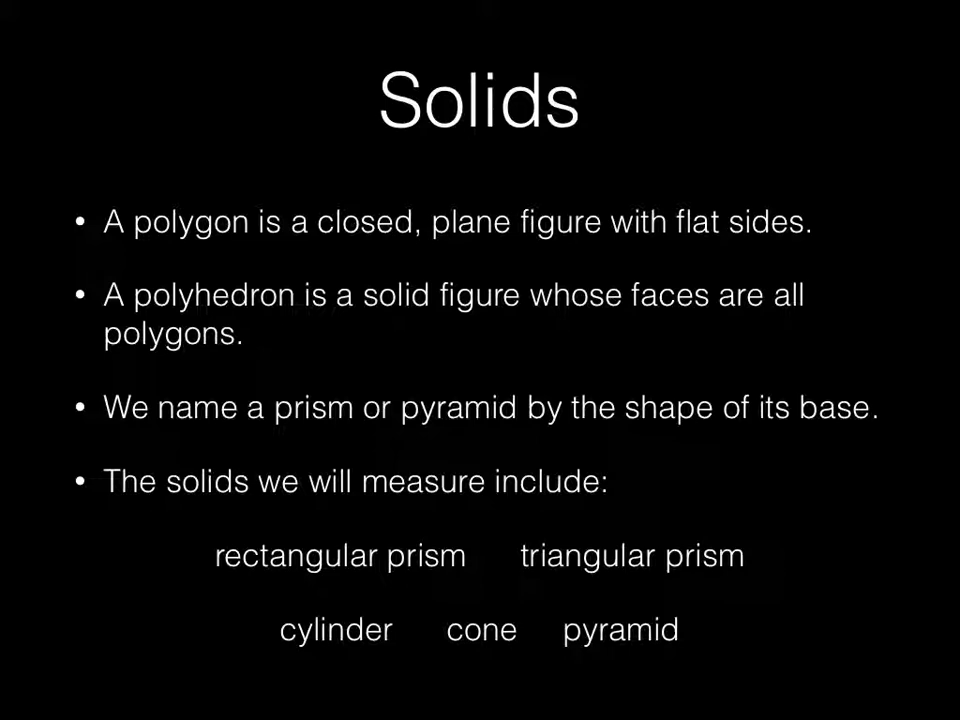 Solids
• A polygon is a closed, plane figure with flat sides.
• A polyhedron is a solid figure whose faces are all
polygons.
• We name a prism or pyramid by the shape of its base.
• The solids we will measure include:
rectangular prism triangular prism
cylinder cone pyramid